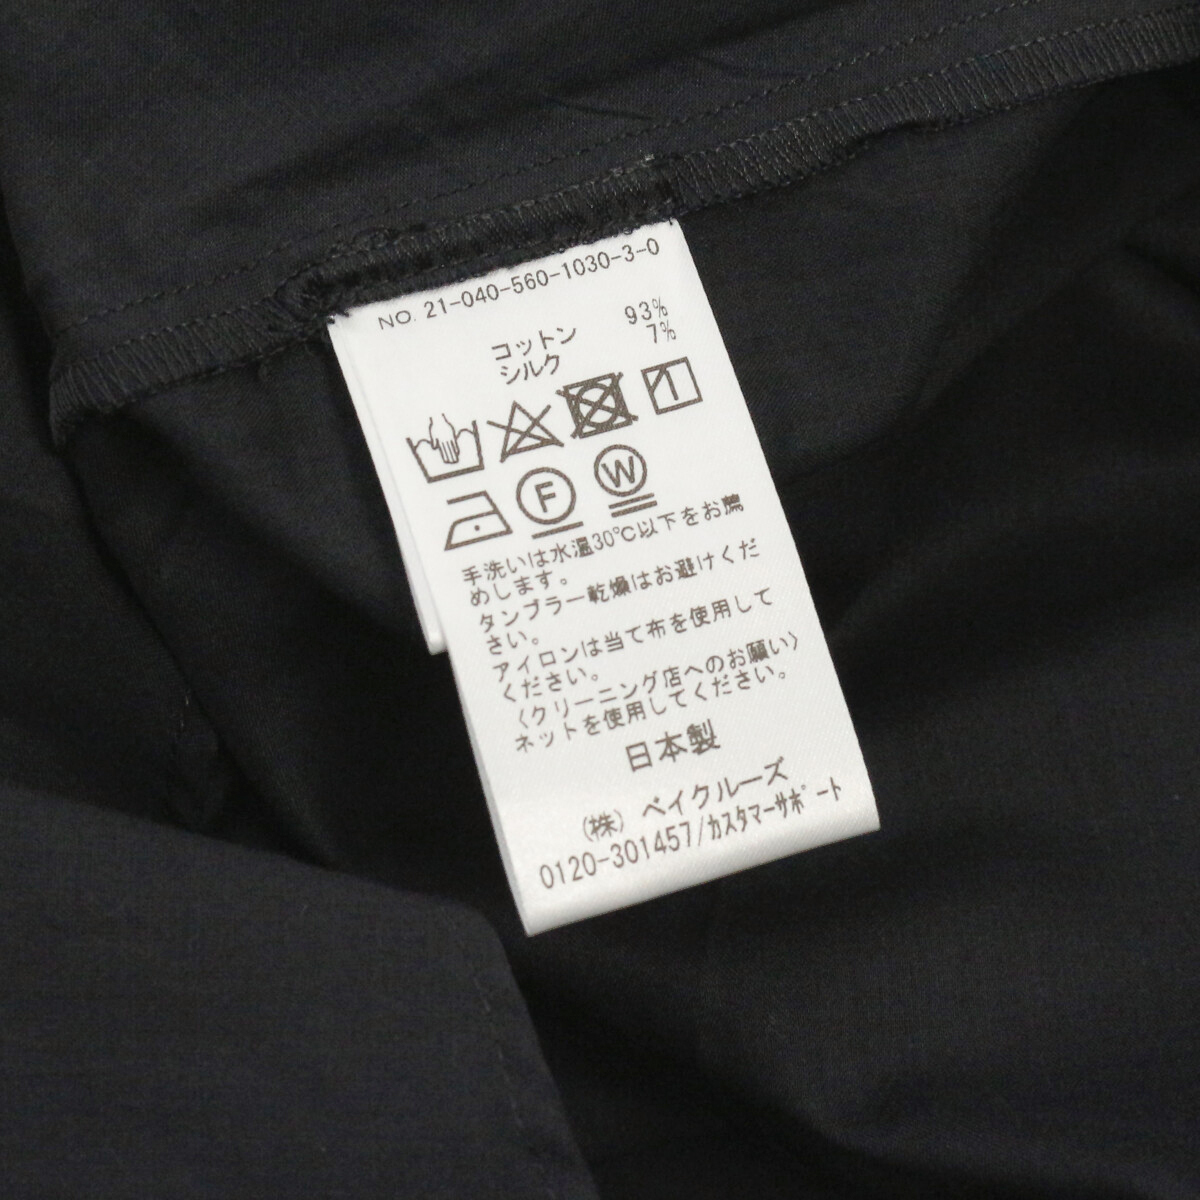 NO. 21-040-560-1030-3-0
コットン 93%
シルク 7%
F W
手洗いは水温30℃以下をお薦
めします。
タンブラー乾燥はお避けくだ
さい。
アイロンは当て布を使用して
ください。
〈クリーニング店へのお願い〉
ネットを使用してください。
日本製
(株) ベイクルーズ
0120-301457/カスタマーサポート